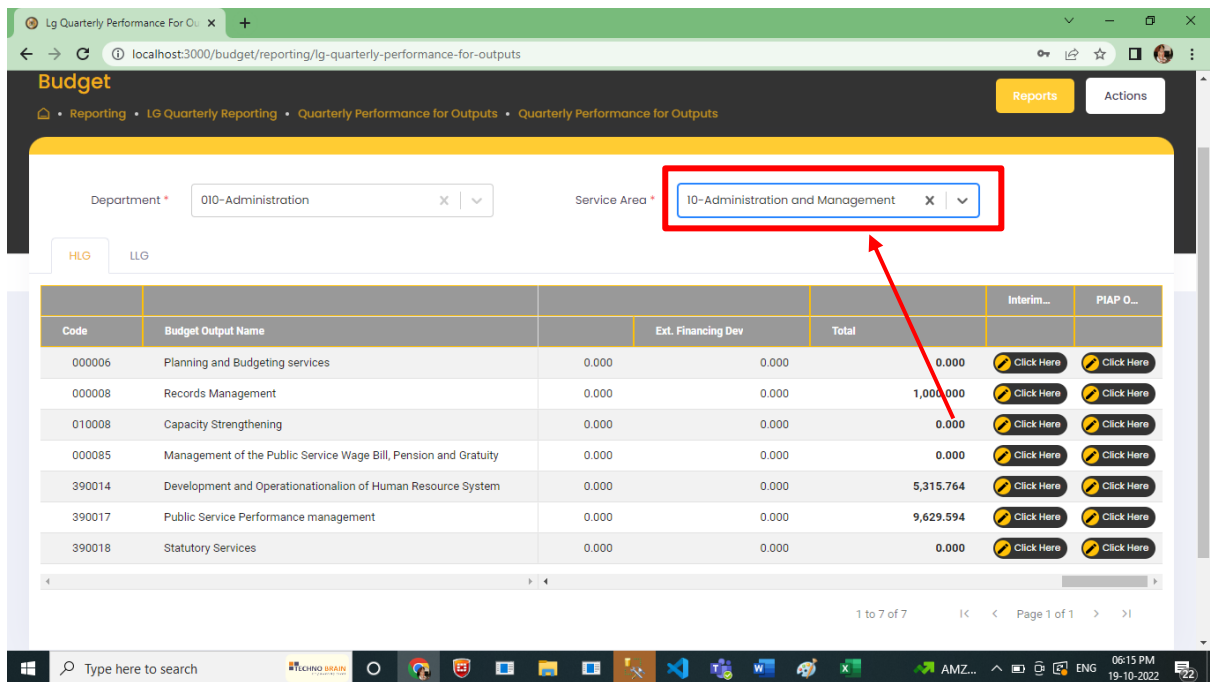 Lg Quarterly Performance For Ou
localhost:3000/budget/reporting/lg-quarterly-performance-for-outputs
Budget
Reports
Actions
Reporting • LG Quarterly Reporting • Quarterly Performance for Outputs • Quarterly Performance for Outputs
Department * 010-Administration Service Area * 10-Administration and Management
HLG LLG
Interim... PIAP O...
Code Budget Output Name Ext. Financing Dev Total
000006 Planning and Budgeting services 0.000 0.000 0.000 Click Here Click Here
000008 Records Management 0.000 0.000 1,000.000 Click Here Click Here
010008 Capacity Strengthening 0.000 0.000 0.000 Click Here Click Here
000085 Management of the Public Service Wage Bill, Pension and Gratuity 0.000 0.000 0.000 Click Here Click Here
390014 Development and Operationationalion of Human Resource System 0.000 0.000 5,315.764 Click Here Click Here
390017 Public Service Performance management 0.000 0.000 9,629.594 Click Here Click Here
390018 Statutory Services 0.000 0.000 0.000 Click Here Click Here
1 to 7 of 7 Page 1 of 1
Type here to search TECHNO BRAIN AMZ... ENG 06:15 PM
19-10-2022 22